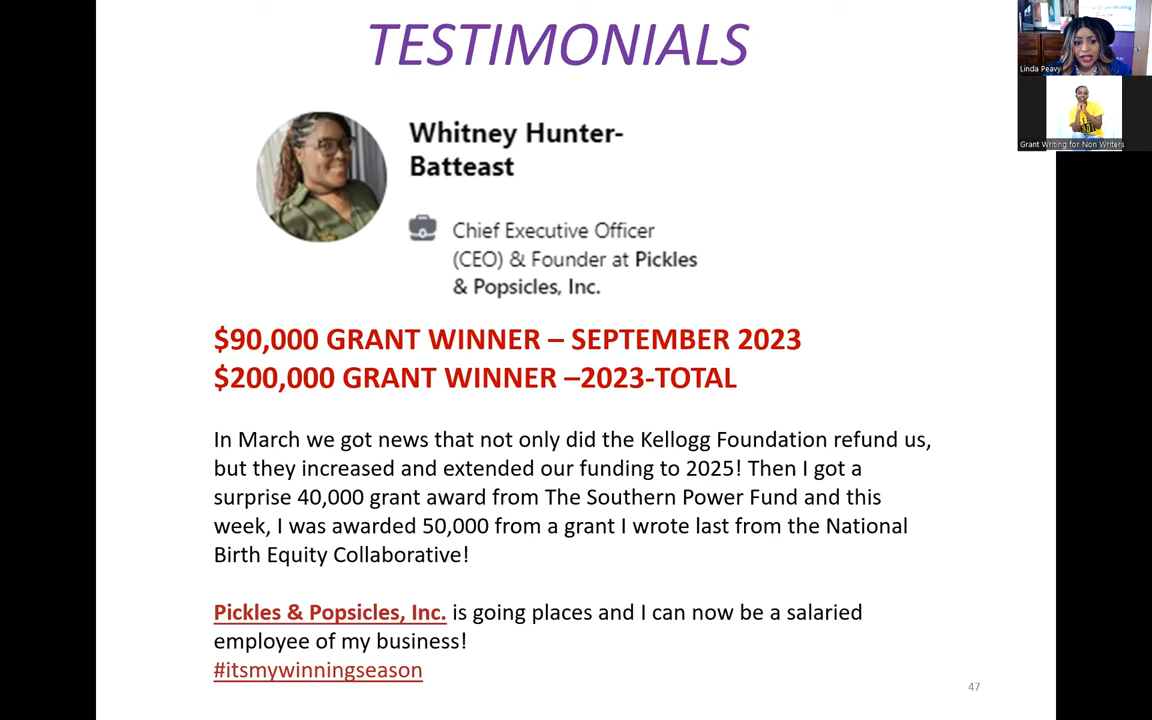 TESTIMONIALS
Whitney Hunter-
Batteast
Chief Executive Officer
(CEO) & Founder at Pickles
& Popsicles, Inc.
$90,000 GRANT WINNER – SEPTEMBER 2023
$200,000 GRANT WINNER –2023-TOTAL
In March we got news that not only did the Kellogg Foundation refund us,
but they increased and extended our funding to 2025! Then I got a
surprise 40,000 grant award from The Southern Power Fund and this
week, I was awarded 50,000 from a grant I wrote last from the National
Birth Equity Collaborative!
Pickles & Popsicles, Inc. is going places and I can now be a salaried
employee of my business!
#itsmywinningseason
47
Linda Peavy
Grant Writing for Non Writers